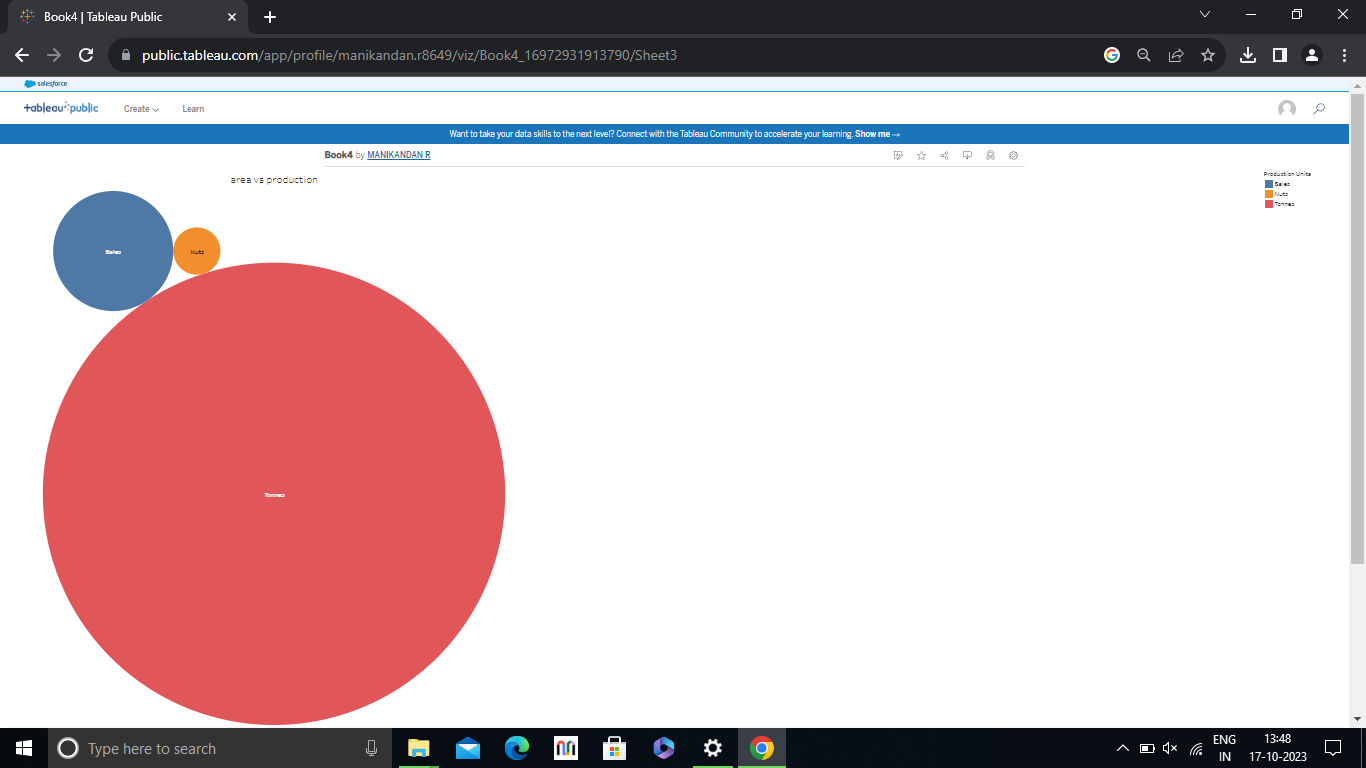 Book4 | Tableau Public
public.tableau.com/app/profile/manikandan.r8649/viz/Book4_16972931913790/Sheet3
salesforce
+ableau public
Create
Learn
Want to take your data skills to the next level? Connect with the Tableau Community to accelerate your learning. Show me →
Book4 by MANIKANDAN R
area vs production
Production Units
Bales
Nuts
Tonnes
Bales
Nuts
Tonnes
Type here to search
ENG
IN
13:48
17-10-2023